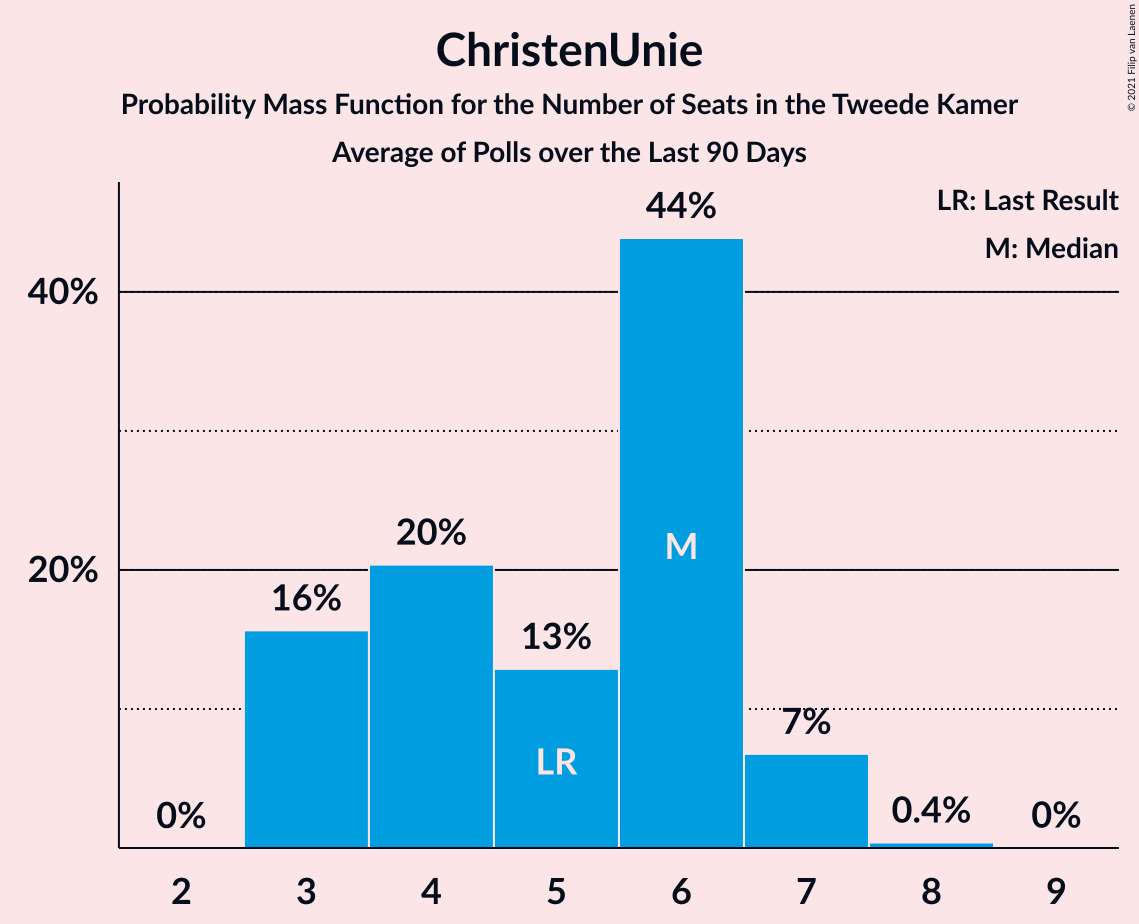 ChristenUnie
Probability Mass Function for the Number of Seats in the Tweede Kamer
Average of Polls over the Last 90 Days
© 2021 Filip van Laenen
LR: Last Result
M: Median
44%
40%
M
20%
20%
16%
13%
LR
7%
0%
0.4%
0%
2 3 4 5 6 7 8 9